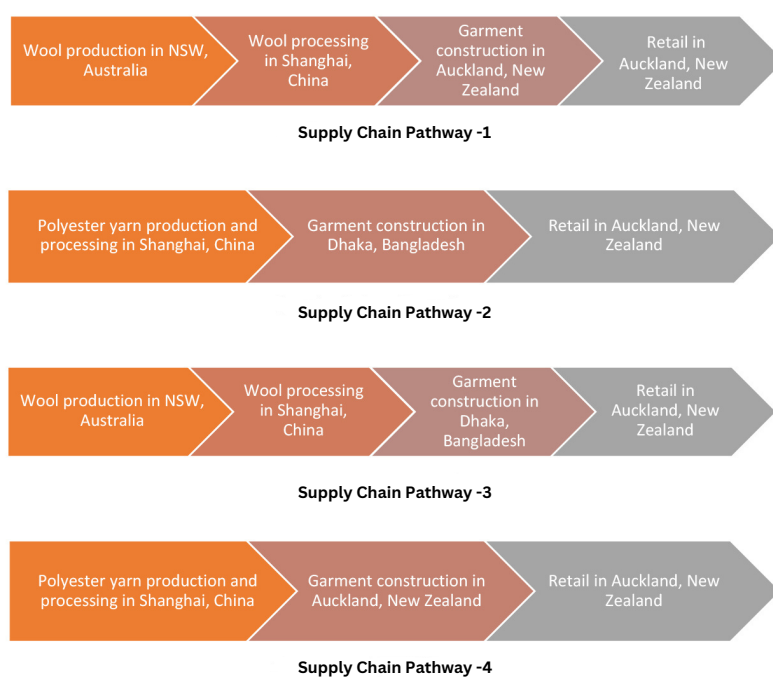 Wool production in NSW,
Australia
Wool processing
in Shanghai,
China
Garment
construction in
Auckland, New
Zealand
Retail in
Auckland, New
Zealand
Supply Chain Pathway -1
Polyester yarn production and
processing in Shanghai, China
Garment construction in
Dhaka, Bangladesh
Retail in Auckland, New
Zealand
Supply Chain Pathway -2
Wool production in NSW,
Australia
Wool processing
in Shanghai,
China
Garment
construction in
Dhaka,
Bangladesh
Retail in
Auckland, New
Zealand
Supply Chain Pathway -3
Polyester yarn production and
processing in Shanghai, China
Garment construction in
Auckland, New Zealand
Retail in Auckland, New
Zealand
Supply Chain Pathway -4